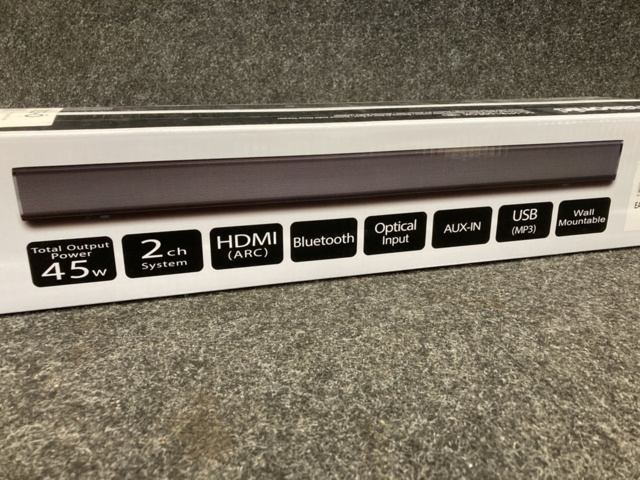 Total Output
Power
45W
2ch
System
HDMI
(ARC)
Bluetooth
Optical
Input
AUX-IN
USB
(MP3)
Wall
Mountable